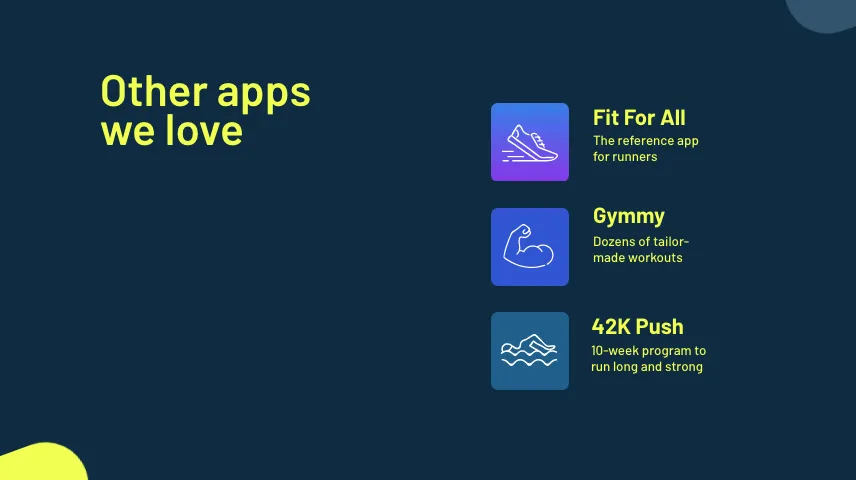 Other apps
we love
Fit For All
The reference app
for runners
Gymmy
Dozens of tailor-
made workouts
42K Push
10-week program to
run long and strong